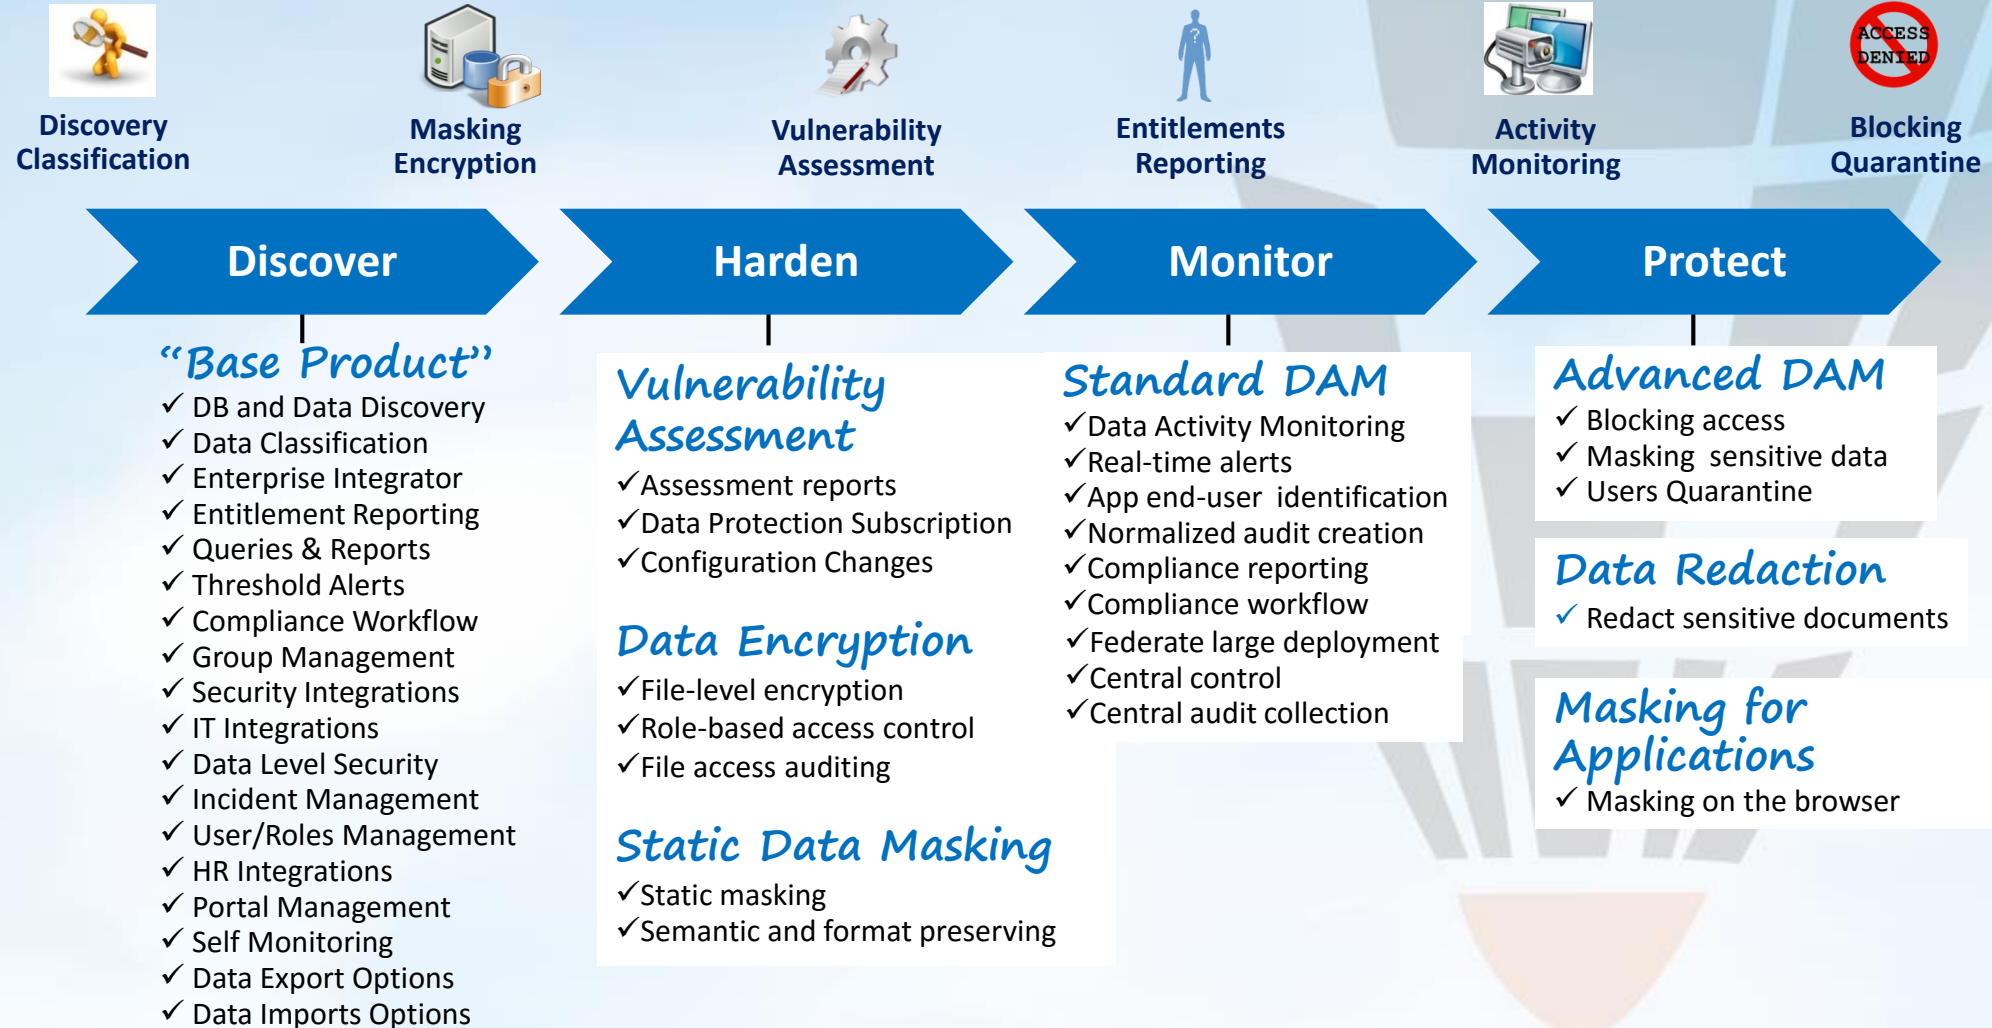 ACCESS
DENIED
Discovery
Classification
Masking
Encryption
Vulnerability
Assessment
Entitlements
Reporting
Activity
Monitoring
Blocking
Quarantine
?
Discover
Harden
Monitor
Protect
“Base Product”
✓ DB and Data Discovery
✓ Data Classification
✓ Enterprise Integrator
✓ Entitlement Reporting
✓ Queries & Reports
✓ Threshold Alerts
✓ Compliance Workflow
✓ Group Management
✓ Security Integrations
✓ IT Integrations
✓ Data Level Security
✓ Incident Management
✓ User/Roles Management
✓ HR Integrations
✓ Portal Management
✓ Self Monitoring
✓ Data Export Options
✓ Data Imports Options
Vulnerability
Assessment
✓Assessment reports
✓Data Protection Subscription
✓Configuration Changes
Data Encryption
✓File-level encryption
✓Role-based access control
✓File access auditing
Static Data Masking
✓Static masking
✓Semantic and format preserving
Standard DAM
✓Data Activity Monitoring
✓Real-time alerts
✓App end-user identification
✓Normalized audit creation
✓Compliance reporting
✓Compliance workflow
✓Federate large deployment
✓Central control
✓Central audit collection
Advanced DAM
✓ Blocking access
✓ Masking sensitive data
✓ Users Quarantine
Data Redaction
✓ Redact sensitive documents
Masking for
Applications
✓ Masking on the browser